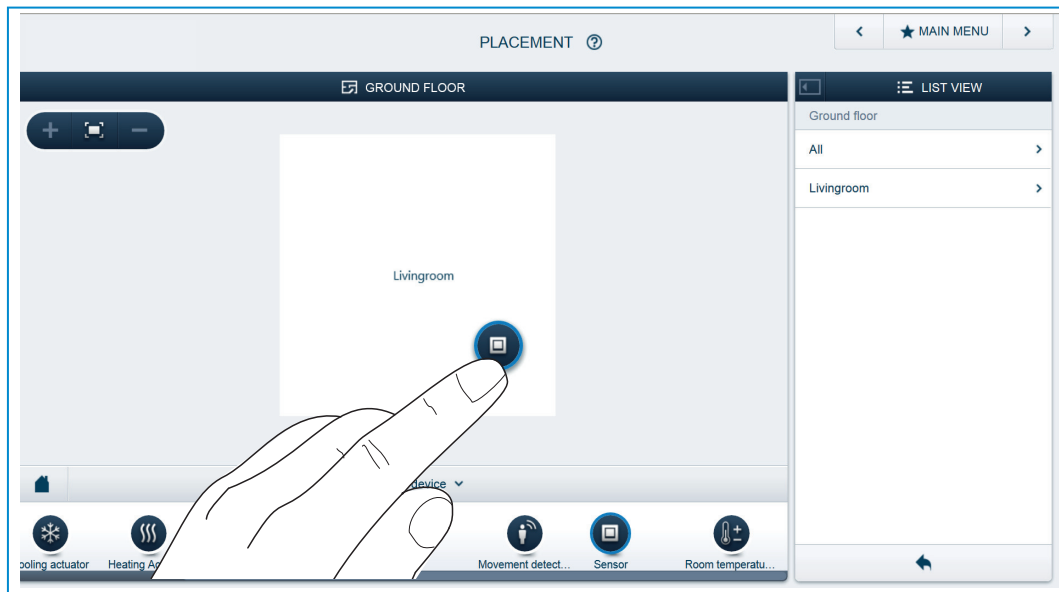 PLACEMENT ?
MAIN MENU
GROUND FLOOR
LIST VIEW
Ground floor
All
Livingroom
Livingroom
device
ooling actuator
Heating Ac
Movement detect...
Sensor
Room temperatu...